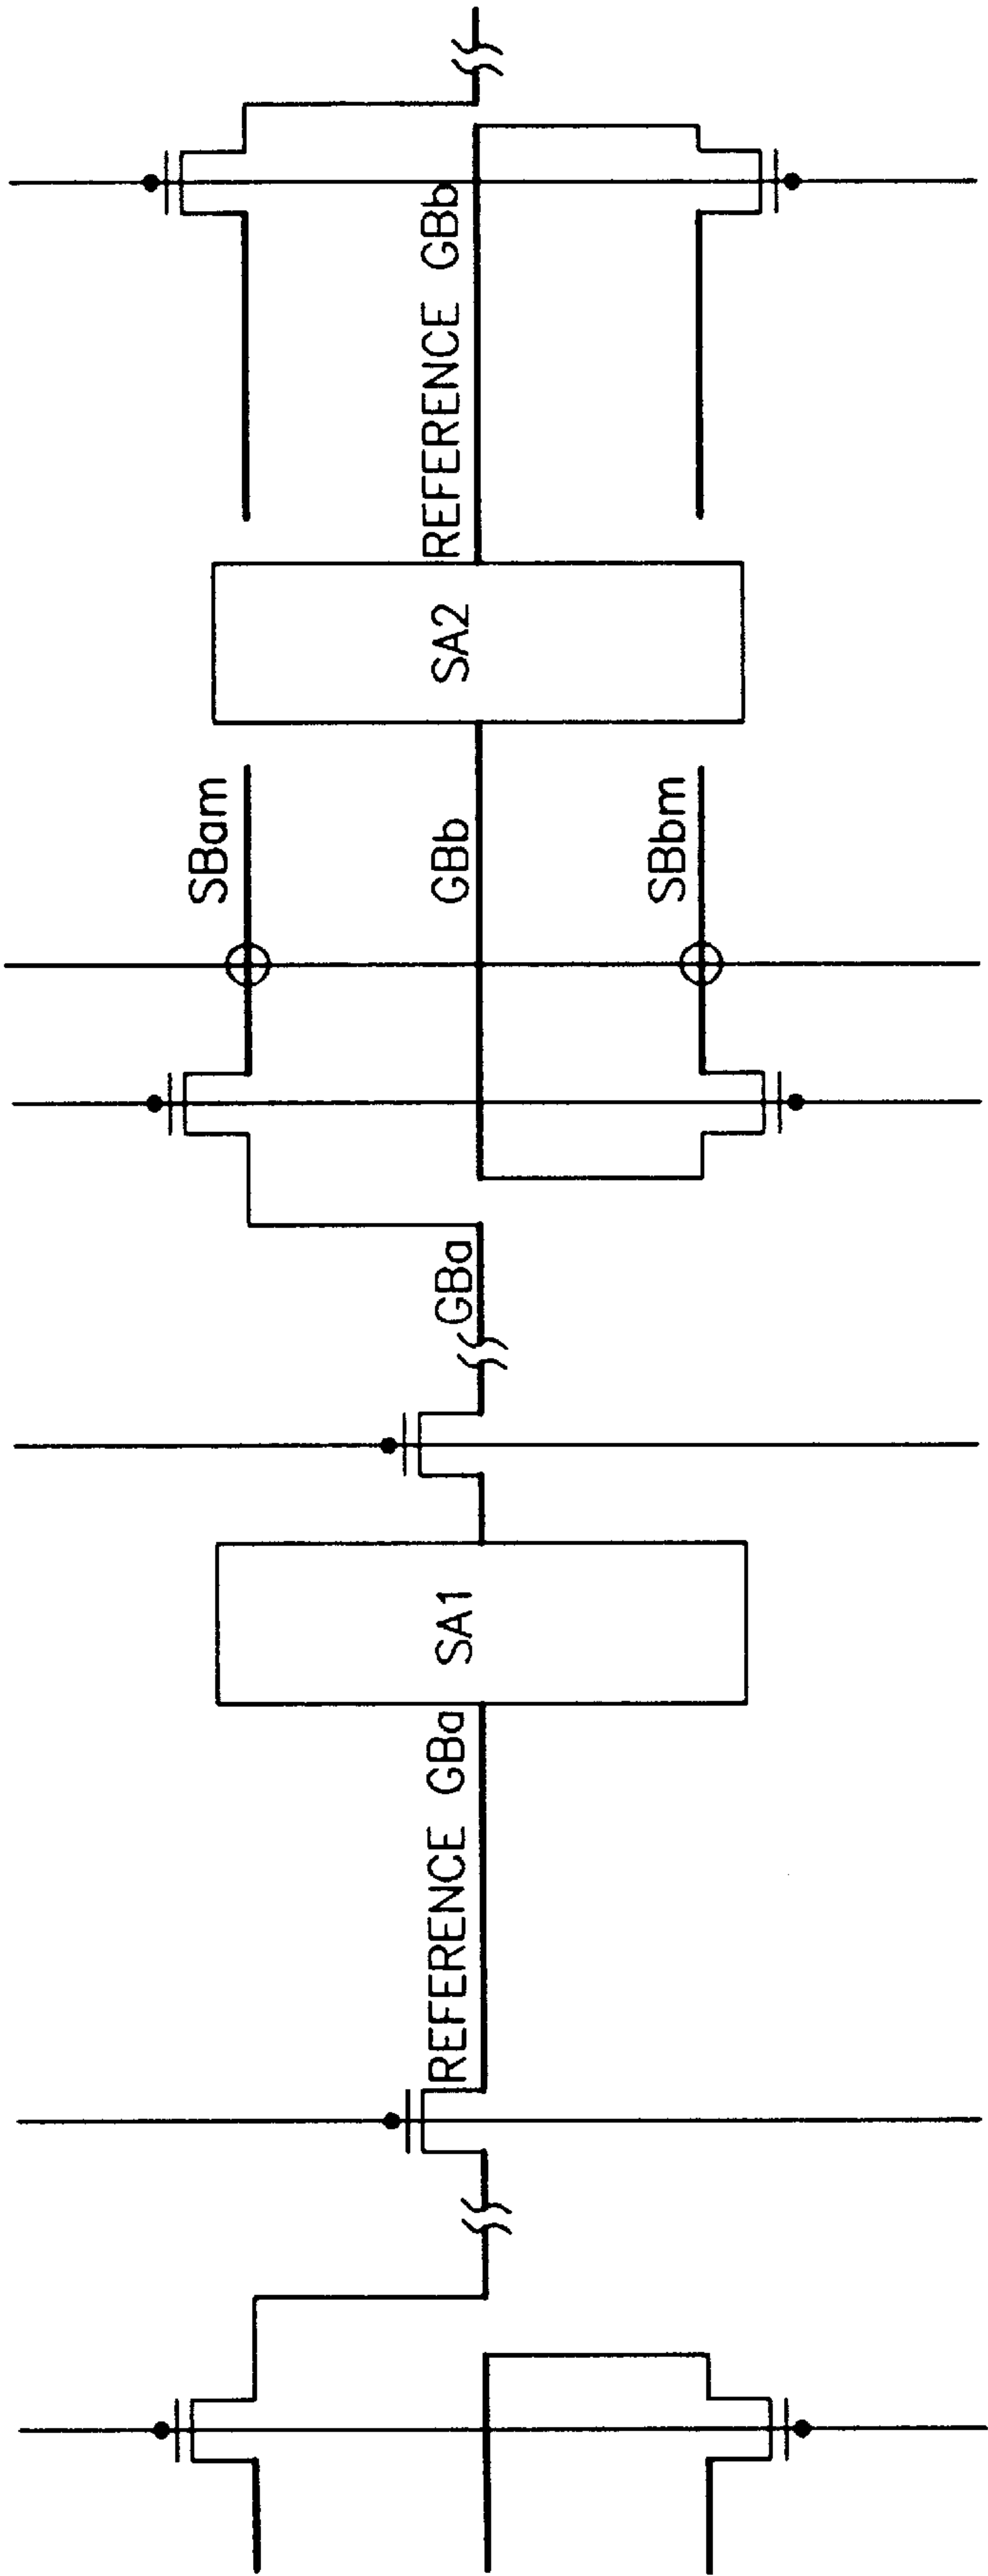 REFERENCE GBb
SA2
SBam
GBb
SBbm
GBa
SA1
REFERENCE GBa